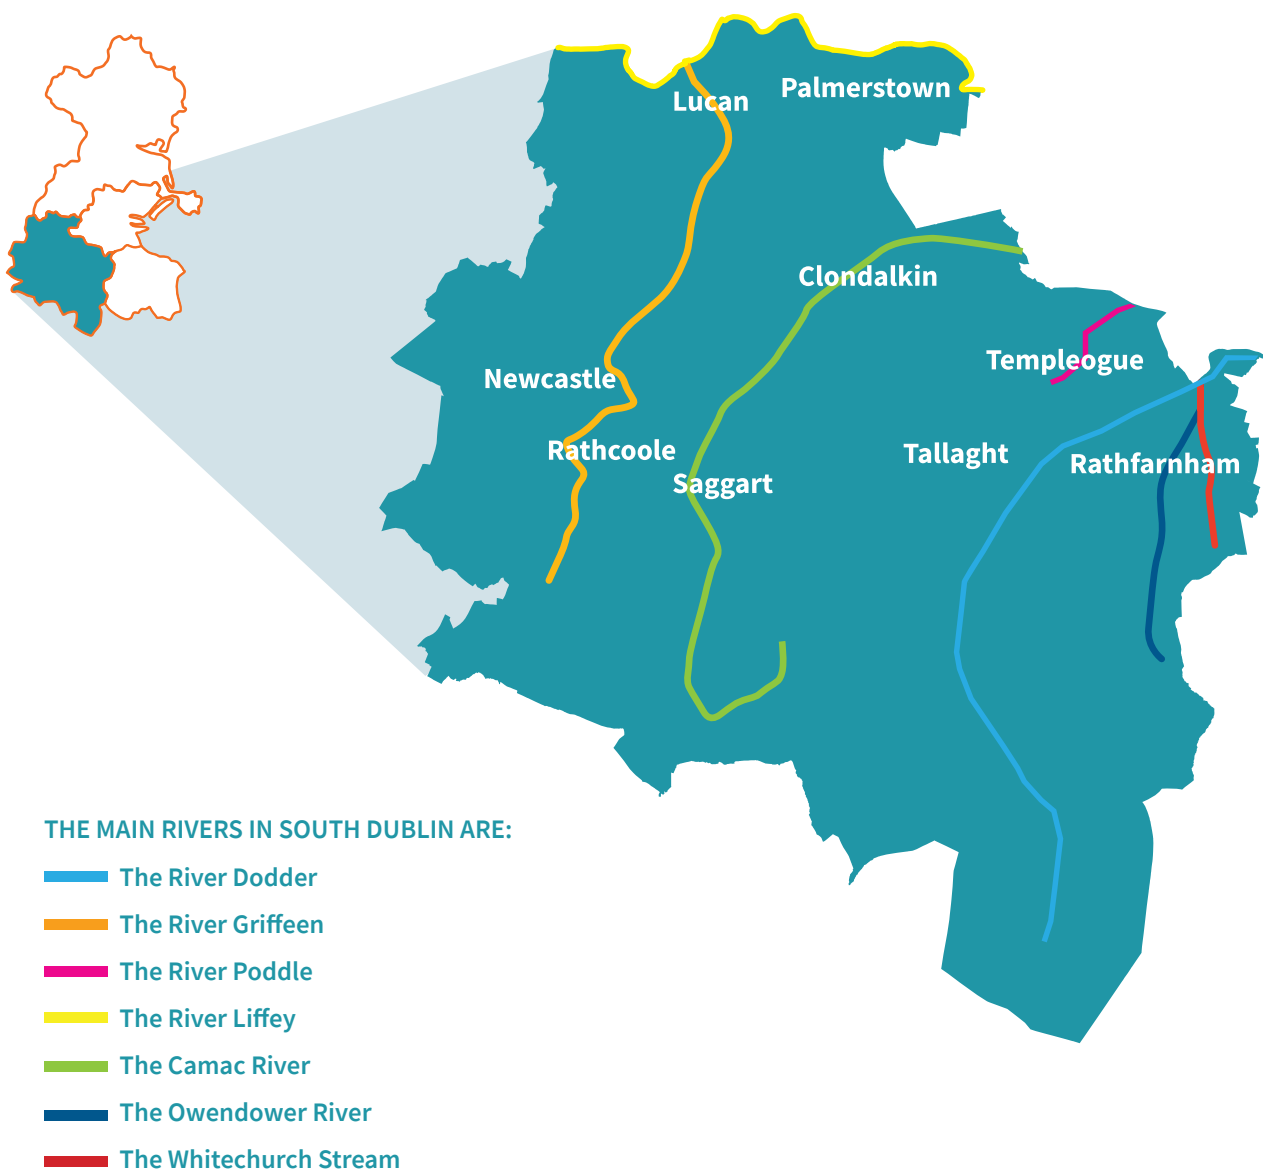 Palmerstown
Lucan
Clondalkin
Templeogue
Newcastle
Rathcoole
Tallaght
Rathfarnham
Saggart
THE MAIN RIVERS IN SOUTH DUBLIN ARE:
The River Dodder
The River Griffeen
The River Poddle
The River Liffey
The Camac River
The Owendower River
The Whitechurch Stream